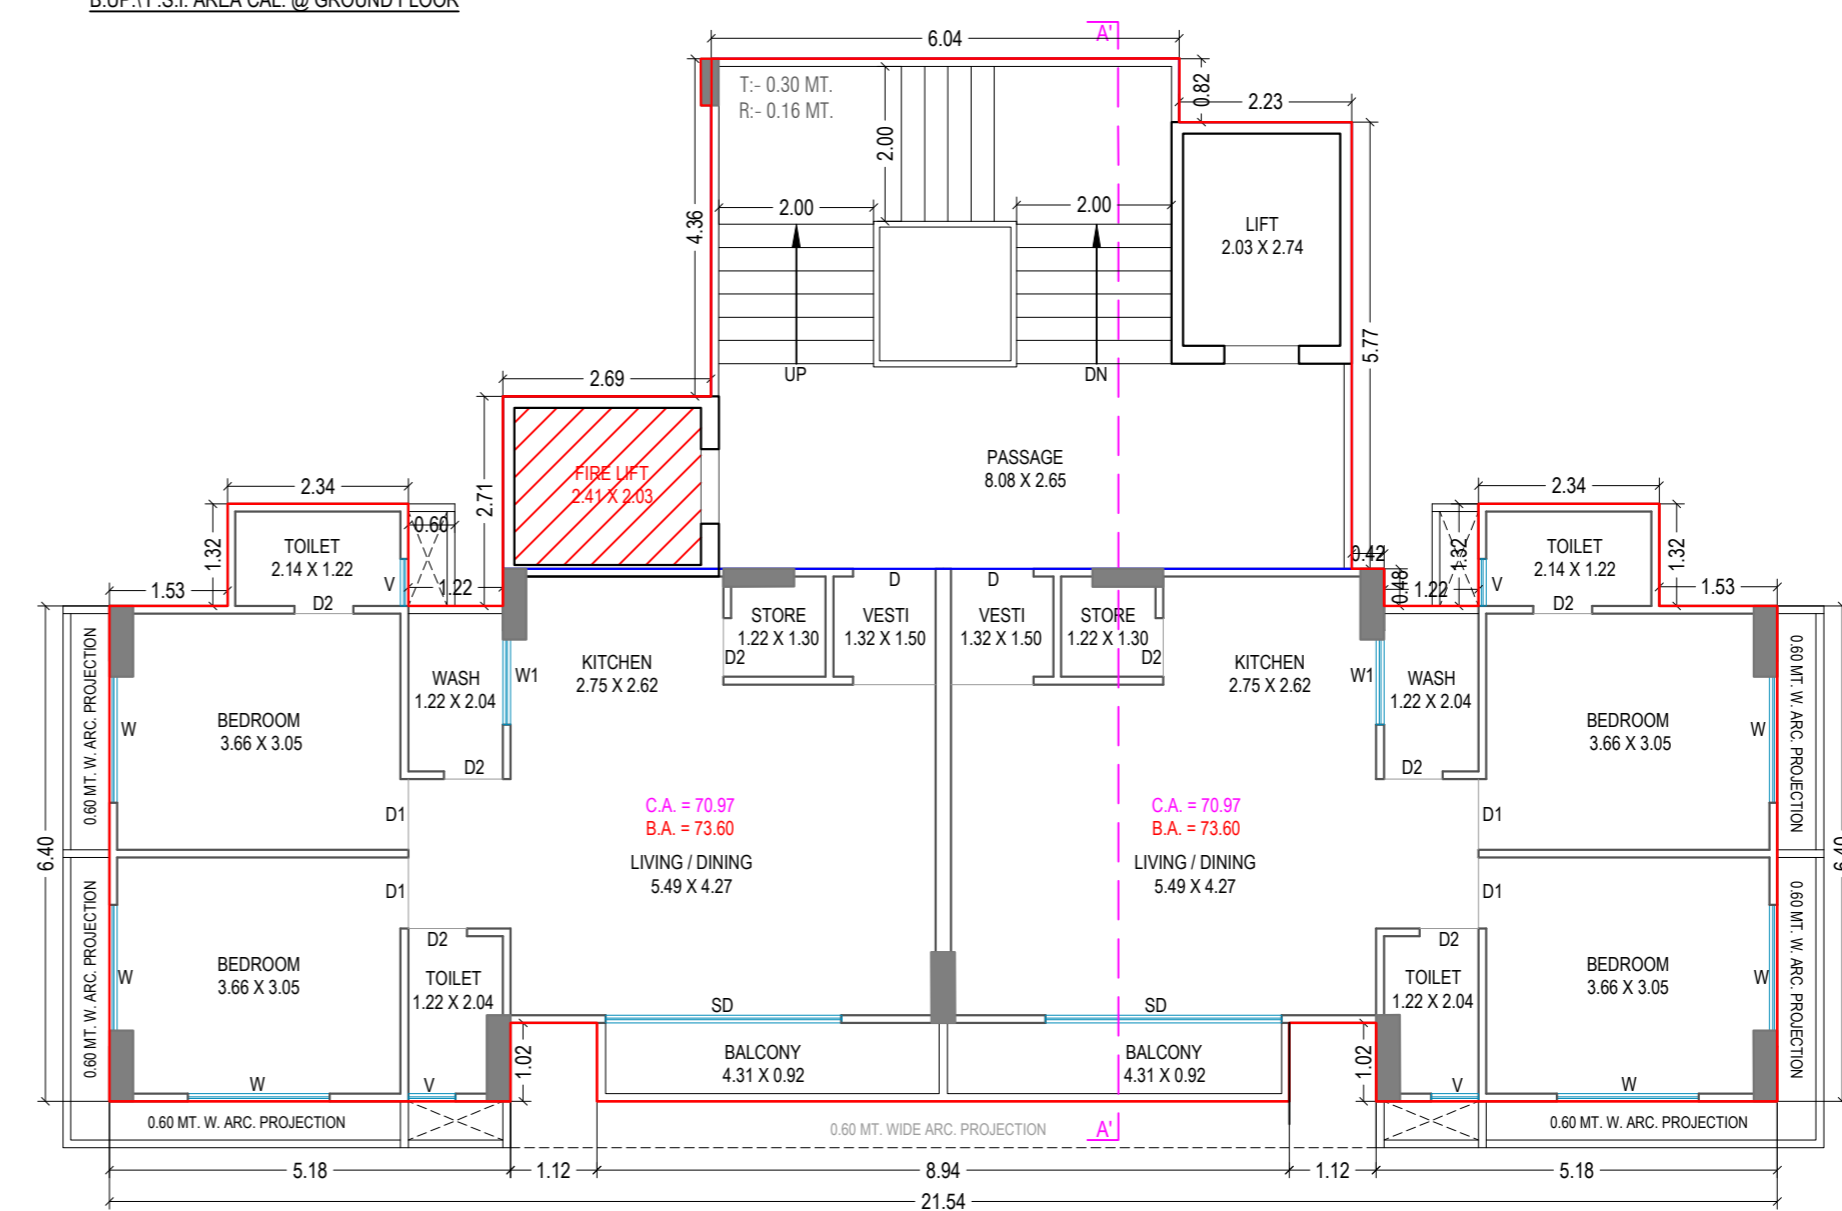 B.UP.\F.S.I. AREA CAL. @ GROUND FLOOR
A'
6.04
0.82
2.23
T:- 0.30 MT.
R:- 0.16 MT.
2.00
4.36
2.00
2.00
LIFT
2.03 X 2.74
5.77
UP
DN
2.69
PASSAGE
8.08 X 2.65
FIRE LIFT
2.41 X 2.03
2.71
2.34
0.60
1.32
TOILET
2.14 X 1.22
V
D2
1.53
1.22
2.34
1.32
1.32
TOILET
2.14 X 1.22
V
D2
1.53
0.42
0.48
1.22
D
D
STORE
1.22 X 1.30
D2
VESTI
1.32 X 1.50
VESTI
1.32 X 1.50
STORE
1.22 X 1.30
D2
KITCHEN
2.75 X 2.62
W1
KITCHEN
2.75 X 2.62
W1
WASH
1.22 X 2.04
D2
WASH
1.22 X 2.04
D2
0.60 MT. W. ARC. PROJECTION
BEDROOM
3.66 X 3.05
W
D1
BEDROOM
3.66 X 3.05
W
D1
0.60 MT. W. ARC. PROJECTION
C.A. = 70.97
B.A. = 73.60
LIVING / DINING
5.49 X 4.27
C.A. = 70.97
B.A. = 73.60
LIVING / DINING
5.49 X 4.27
6.40
6.40
0.60 MT. W. ARC. PROJECTION
D1
BEDROOM
3.66 X 3.05
W
W
D2
TOILET
1.22 X 2.04
V
D1
BEDROOM
3.66 X 3.05
W
W
D2
TOILET
1.22 X 2.04
V
0.60 MT. W. ARC. PROJECTION
SD
SD
1.02
BALCONY
4.31 X 0.92
BALCONY
4.31 X 0.92
1.02
0.60 MT. W. ARC. PROJECTION
0.60 MT. WIDE ARC. PROJECTION
A'
0.60 MT. W. ARC. PROJECTION
5.18
1.12
8.94
1.12
5.18
21.54